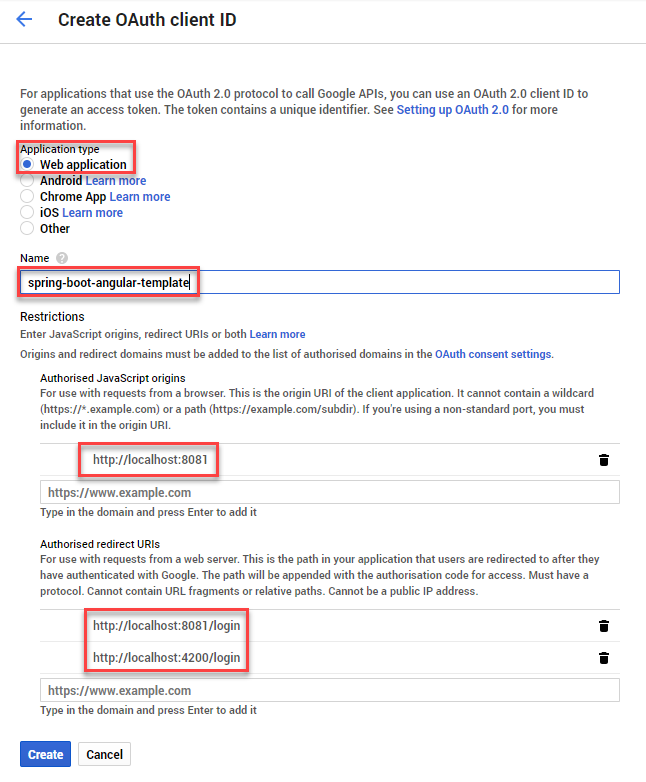 Create OAuth client ID
For applications that use the OAuth 2.0 protocol to call Google APIs, you can use an OAuth 2.0 client ID to
generate an access token. The token contains a unique identifier. See Setting up OAuth 2.0 for more
information.
Application type
Web application
Android Learn more
Chrome App Learn more
iOS Learn more
Other
Name ?
spring-boot-angular-template
Restrictions
Enter JavaScript origins, redirect URIs or both Learn more
Origins and redirect domains must be added to the list of authorised domains in the OAuth consent settings.
Authorised JavaScript origins
For use with requests from a browser. This is the origin URI of the client application. It cannot contain a wildcard
(https://*.example.com) or a path (https://example.com/subdir). If you're using a non-standard port, you must
include it in the origin URI.
http://localhost:8081
https://www.example.com
Type in the domain and press Enter to add it
Authorised redirect URIs
For use with requests from a web server. This is the path in your application that users are redirected to after they
have authenticated with Google. The path will be appended with the authorisation code for access. Must have a
protocol. Cannot contain URL fragments or relative paths. Cannot be a public IP address.
http://localhost:8081/login
http://localhost:4200/login
https://www.example.com
Type in the domain and press Enter to add it
Create Cancel